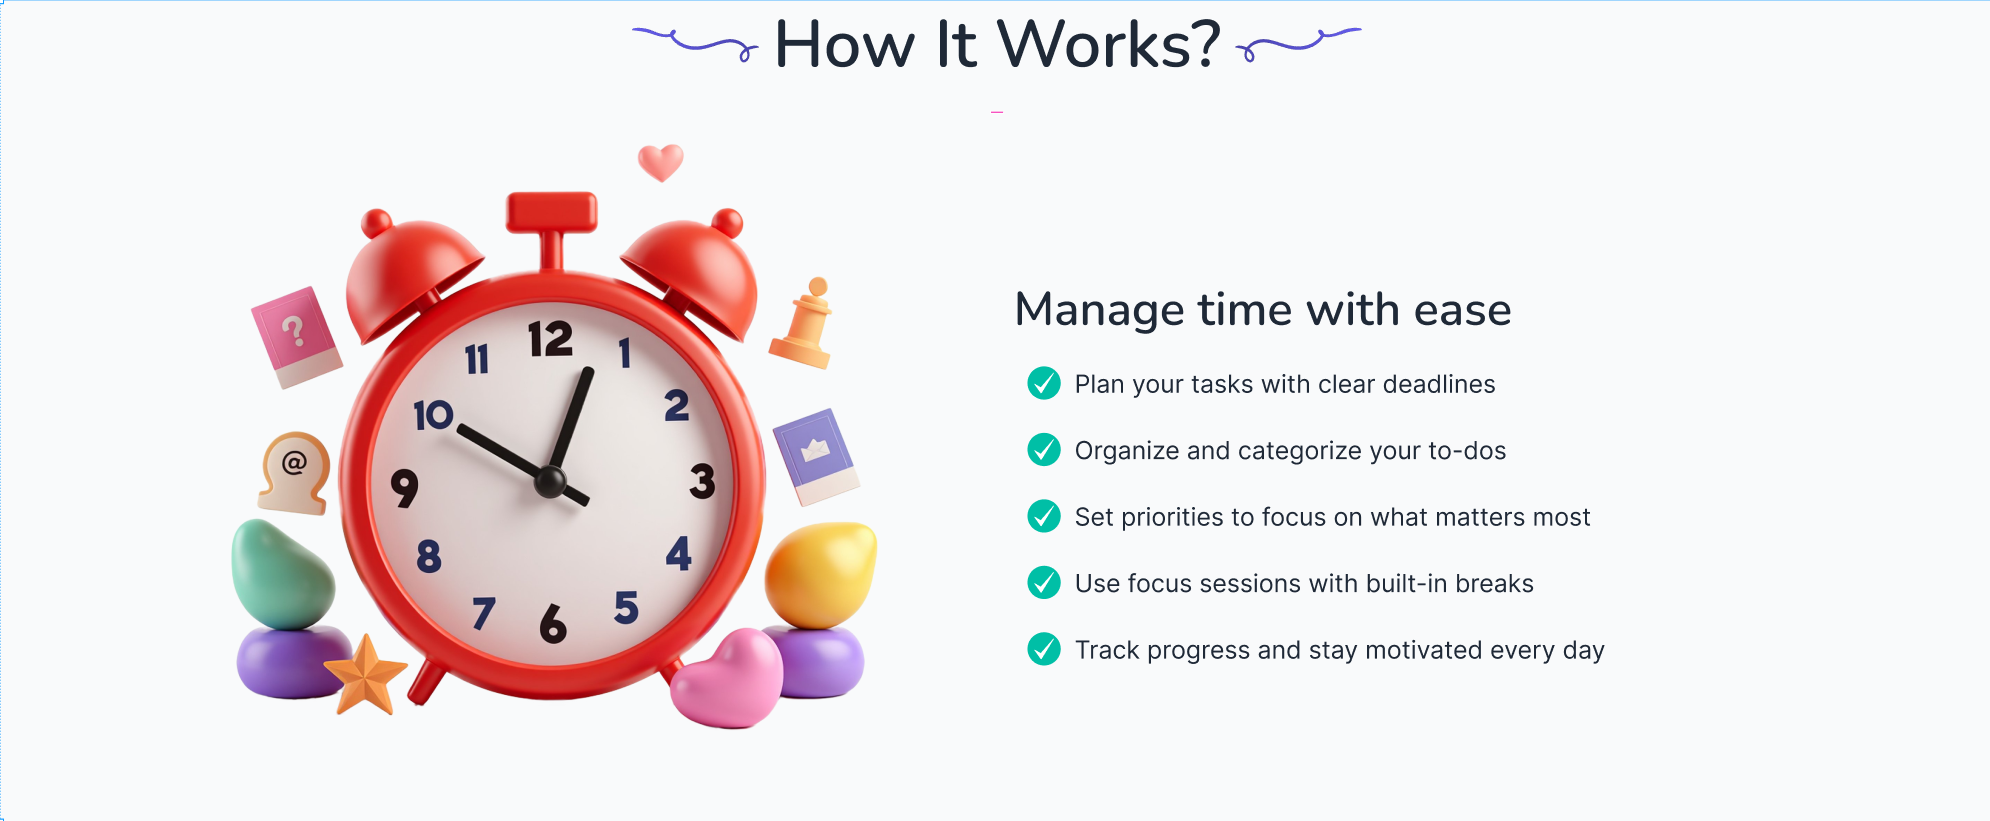 How It Works?
12
11
1
10
2
9
3
8
4
7
5
6
?
@
Manage time with ease
Plan your tasks with clear deadlines
Organize and categorize your to-dos
Set priorities to focus on what matters most
Use focus sessions with built-in breaks
Track progress and stay motivated every day